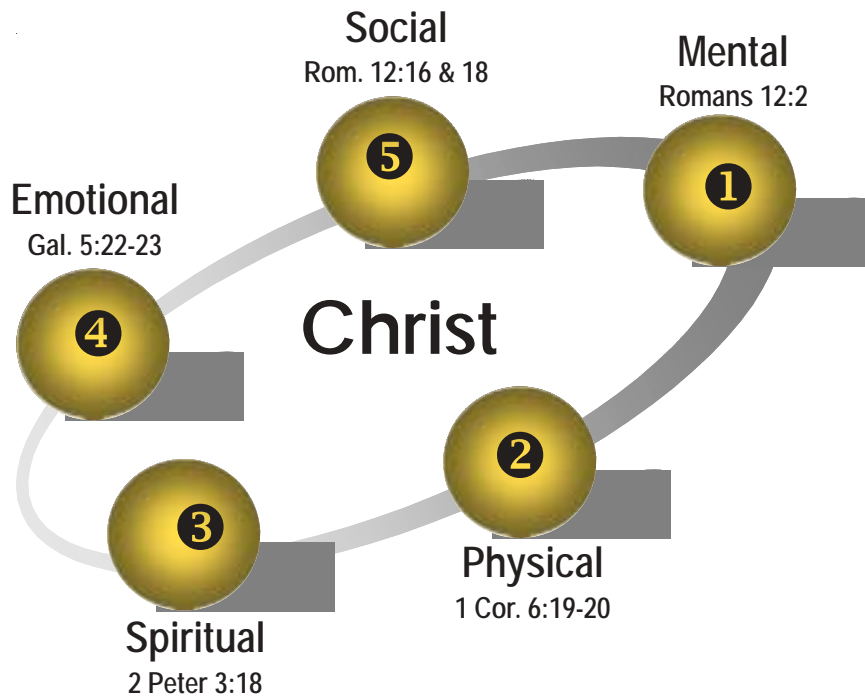 Social
Rom. 12:16 & 18
Mental
Romans 12:2
5
1
Emotional
Gal. 5:22-23
4
Christ
2
3
Physical
1 Cor. 6:19-20
Spiritual
2 Peter 3:18